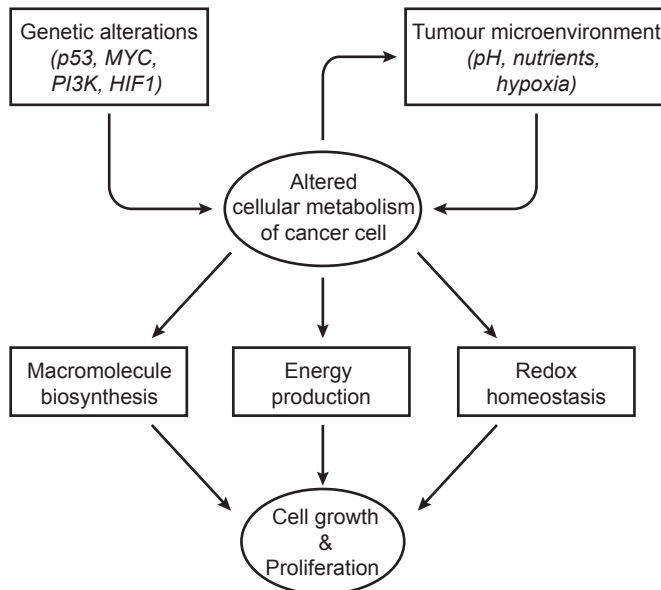 Genetic alterations
(p53, MYC,
PI3K, HIF1)
Tumour microenvironment
(pH, nutrients,
hypoxia)
Altered
cellular metabolism
of cancer cell
Macromolecule
biosynthesis
Energy
production
Redox
homeostasis
Cell growth
&
Proliferation